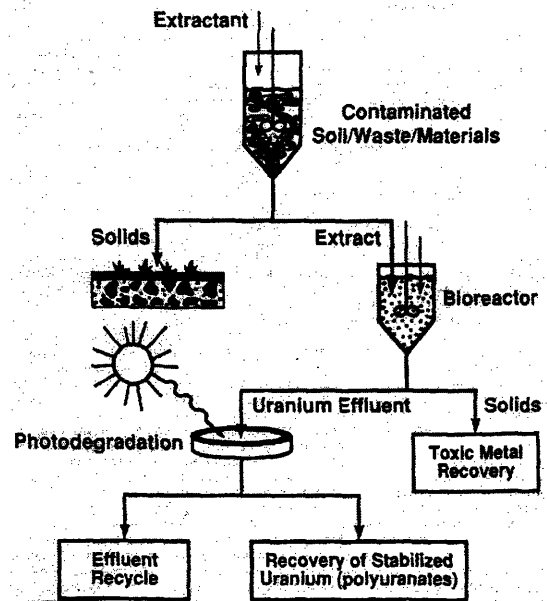 Extractant
Contaminated
Soil/Waste/Materials
Solids
Extract
Bioreactor
Uranium Effluent
Solids
Photodegradation
Toxic Metal
Recovery
Effluent
Recycle
Recovery of Stabilized
Uranium (polyuranates)